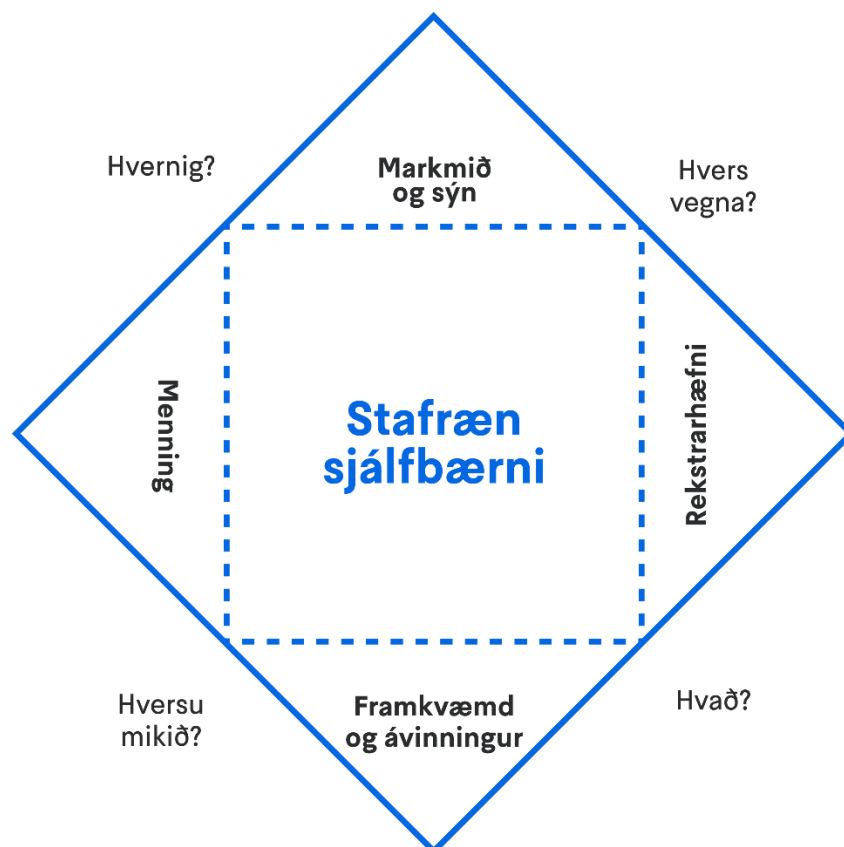 Hvernig?
Markmið
og sýn
Hvers
vegna?
Menning
Stafræn
sjálfbærni
Rekstrarhæfni
Hversu
mikið?
Framkvæmd
og ávinningur
Hvað?